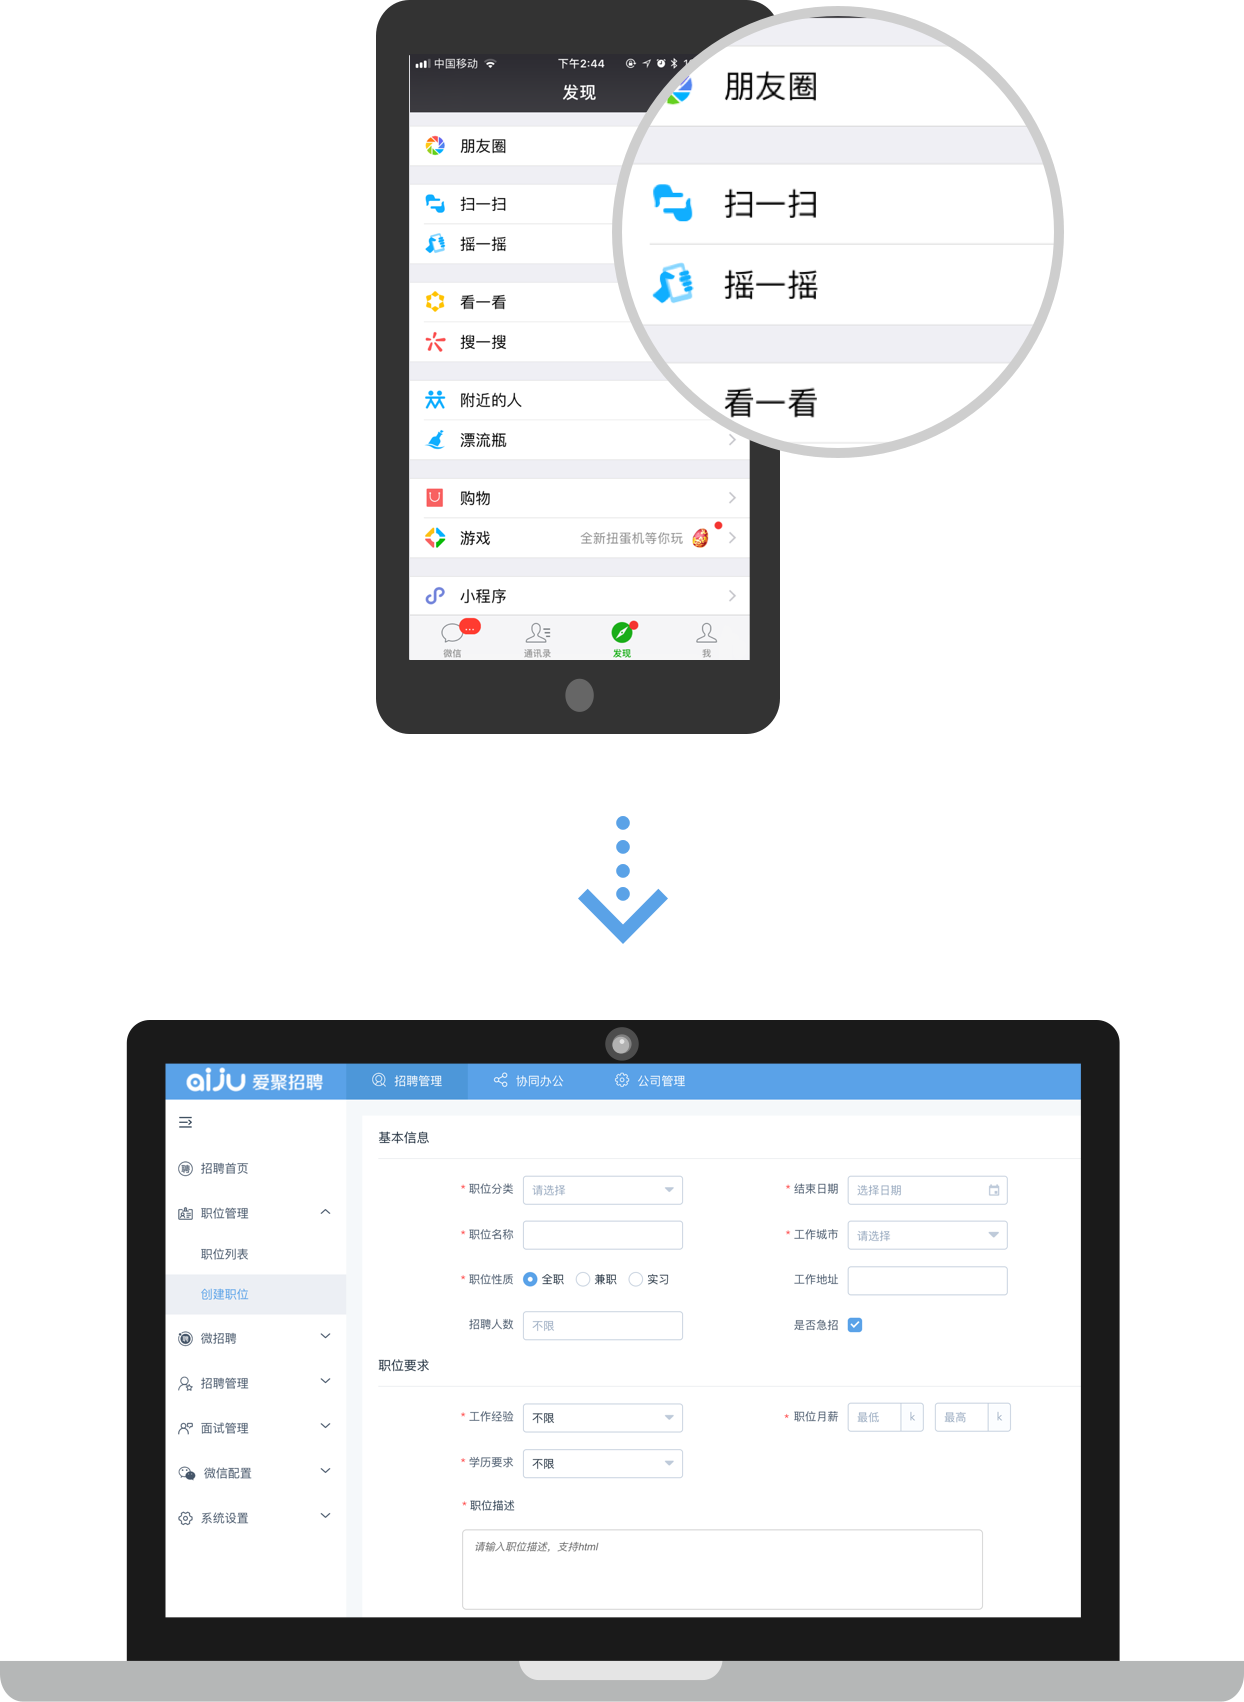 中国移动 下午2:44
发现
朋友圈
扫一扫
摇一摇
看一看
搜一搜
附近的人
漂流瓶
购物
游戏 全新扭蛋机等你玩
小程序
微信 通讯录 发现 我
朋友圈
扫一扫
摇一摇
看一看
aiju 爱聚招聘 招聘管理 协同办公 公司管理
招聘首页
职位管理
职位列表
创建职位
微招聘
招聘管理
面试管理
微信配置
系统设置
基本信息
* 职位分类 请选择 * 结束日期 选择日期
* 职位名称 * 工作城市 请选择
* 职位性质 全职 兼职 实习 工作地址
招聘人数 不限 是否急招
职位要求
* 工作经验 不限 * 职位月薪 最低 k 最高 k
* 学历要求 不限
* 职位描述
请输入职位描述，支持html